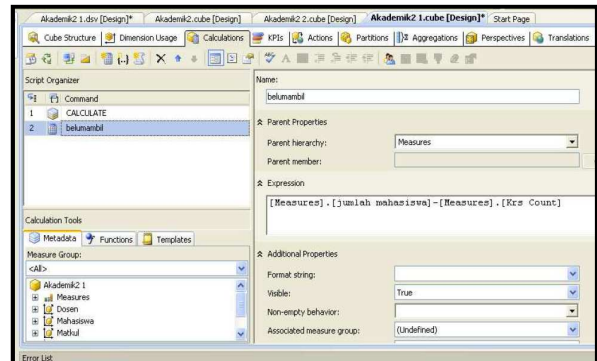 Akademik2 1.dsv [Design]* Akademik2.cube [Design] Akademik2 2.cube [Design] Akademik2 1.cube [Design]* Start Page
Cube Structure Dimension Usage Calculations KPIs Actions Partitions Aggregations Perspectives Translations
Script Organizer
Command
1 CALCULATE
2 belumambil
Calculation Tools
Metadata Functions Templates
Measure Group:
<All>
Akademik2 1
Measures
Dosen
Mahasiswa
Matkul
Name:
belumambil
Parent Properties
Parent hierarchy: Measures
Parent member:
Expression
[Measures].[jumlah mahasiswa]-[Measures].[Krs Count]
Additional Properties
Format string:
Visible: True
Non-empty behavior:
Associated measure group: (Undefined)
Error List